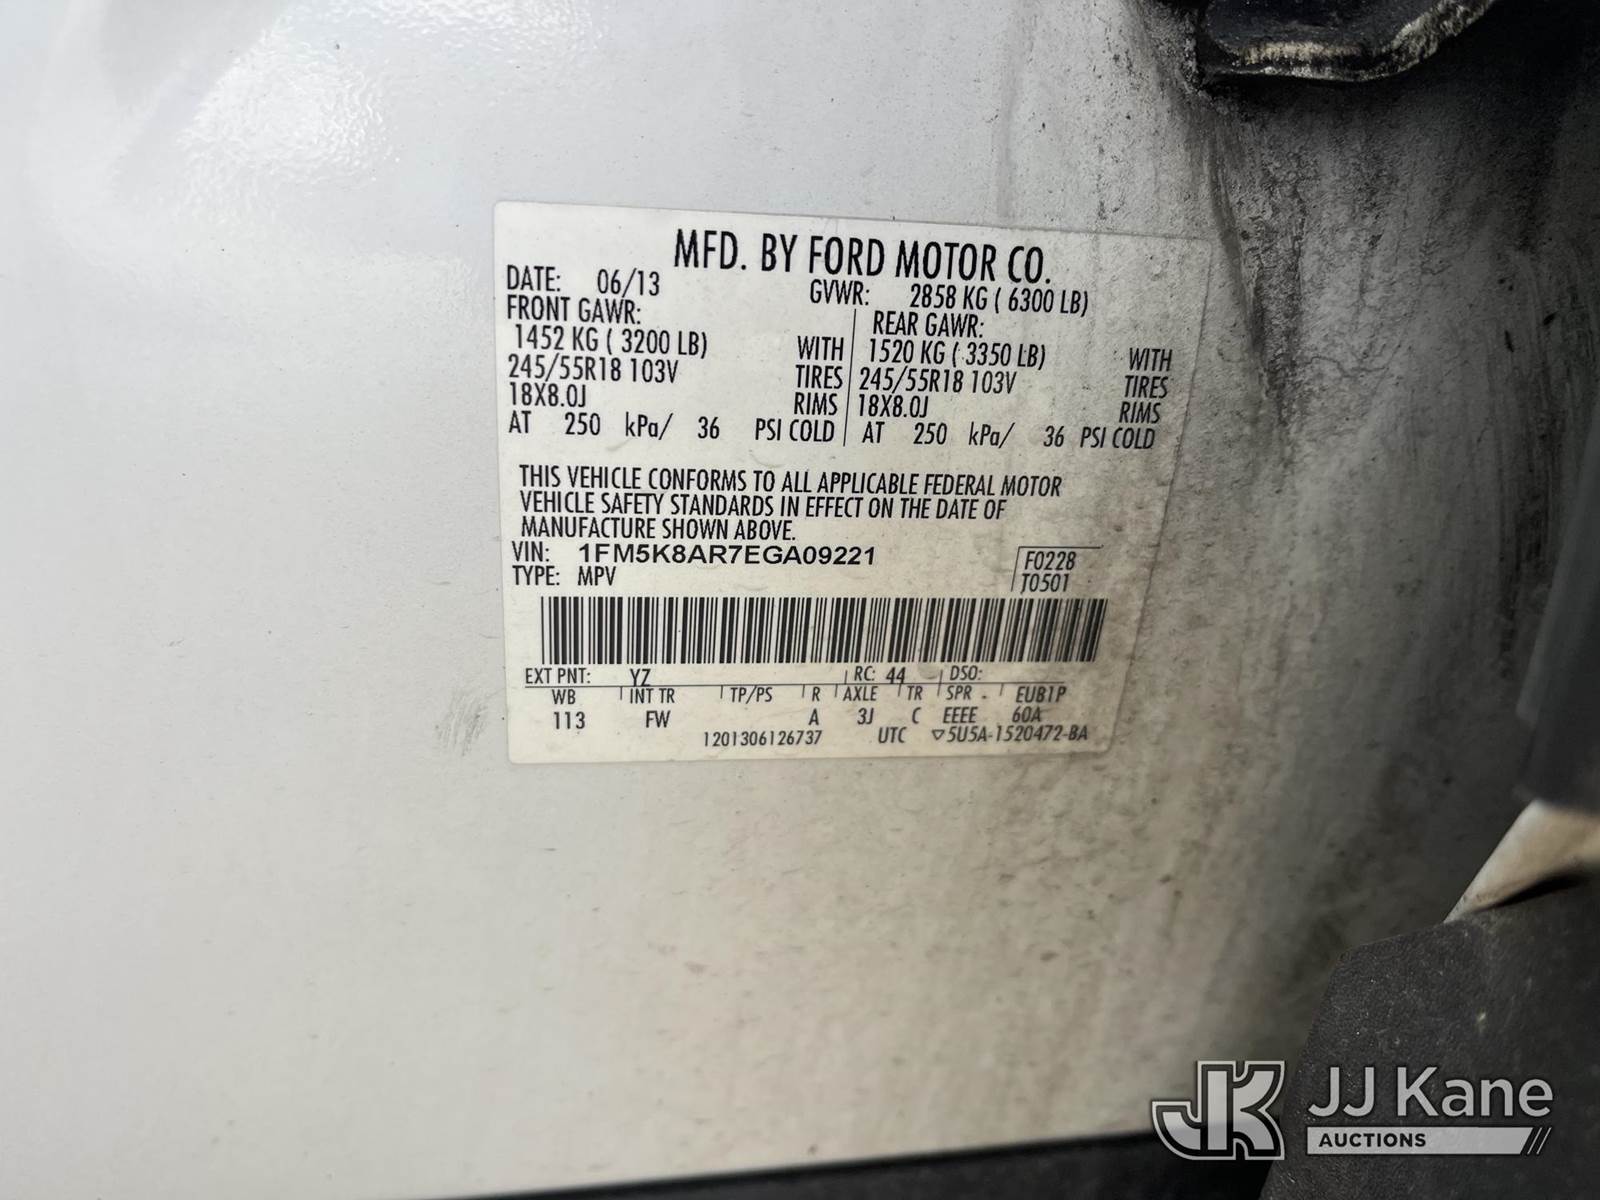 MFD. BY FORD MOTOR CO.
DATE: 06/13 GVWR: 2858 KG ( 6300 LB)
FRONT GAWR: REAR GAWR:
1452 KG ( 3200 LB) WITH 1520 KG ( 3350 LB) WITH
245/55R18 103V TIRES 245/55R18 103V TIRES
18X8.0J RIMS 18X8.0J RIMS
AT 250 kPa/ 36 PSI COLD AT 250 kPa/ 36 PSI COLD
THIS VEHICLE CONFORMS TO ALL APPLICABLE FEDERAL MOTOR
VEHICLE SAFETY STANDARDS IN EFFECT ON THE DATE OF
MANUFACTURE SHOWN ABOVE.
VIN: 1FM5K8AR7EGA09221 F0228
TYPE: MPV T0501
EXT PNT: YZ RC: 44 DSO:
WB INT TR TP/PS R AXLE TR SPR EUB1P
113 FW A 3J C EEEE 60A
1201306126737 UTC ▽5U5A-1520472-BA
JK JJ Kane
AUCTIONS